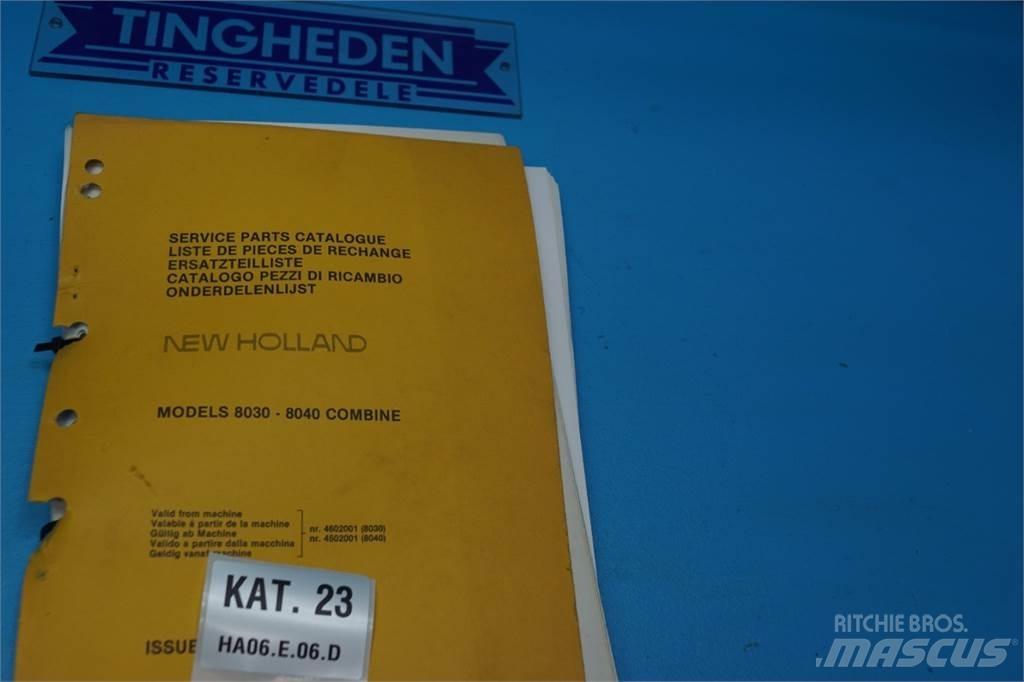 TINGHEDEN
RESERVEDELE
SERVICE PARTS CATALOGUE
LISTE DE PIECES DE RECHANGE
ERSATZTEILLISTE
CATALOGO PEZZI DI RICAMBIO
ONDERDELENLIJST
NEW HOLLAND
MODELS 8030 - 8040 COMBINE
Valid from machine
Valable á partir de la machine
Gültig ab Machine
Valido a partire dalla macchina
Geldig vanaf machine
nr. 4602001 (8030)
nr. 4502001 (8040)
KAT. 23
HA06.E.06.D
ISSUE
RITCHIE BROS.
MASCUS